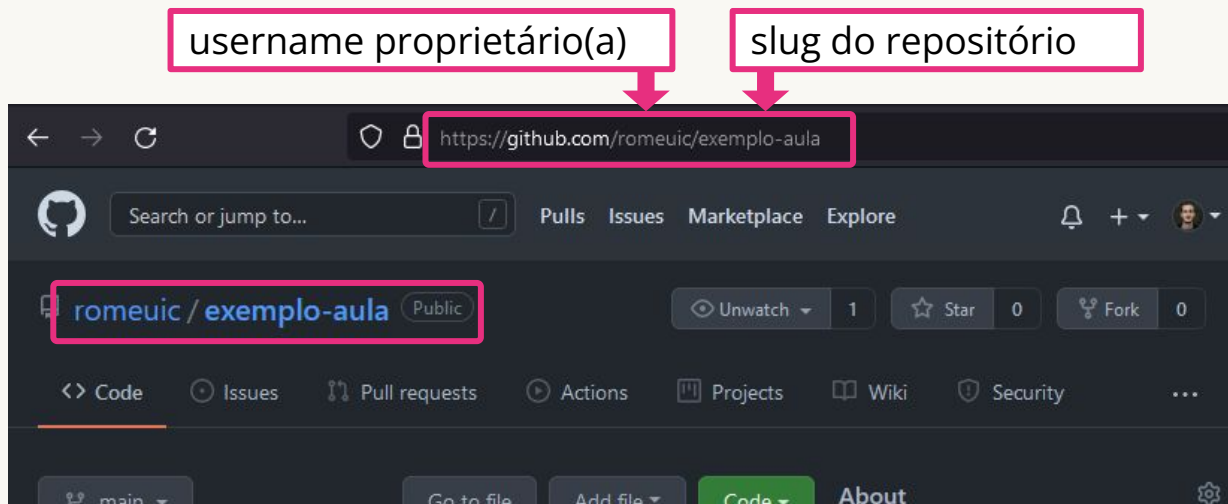 username proprietário(a) slug do repositório
https://github.com/romeuic/exemplo-aula
Search or jump to... / Pulls Issues Marketplace Explore
romeuic / exemplo-aula Public Unwatch 1 Star 0 Fork 0
<> Code Issues Pull requests Actions Projects Wiki Security ...
main Go to file Add file Code About